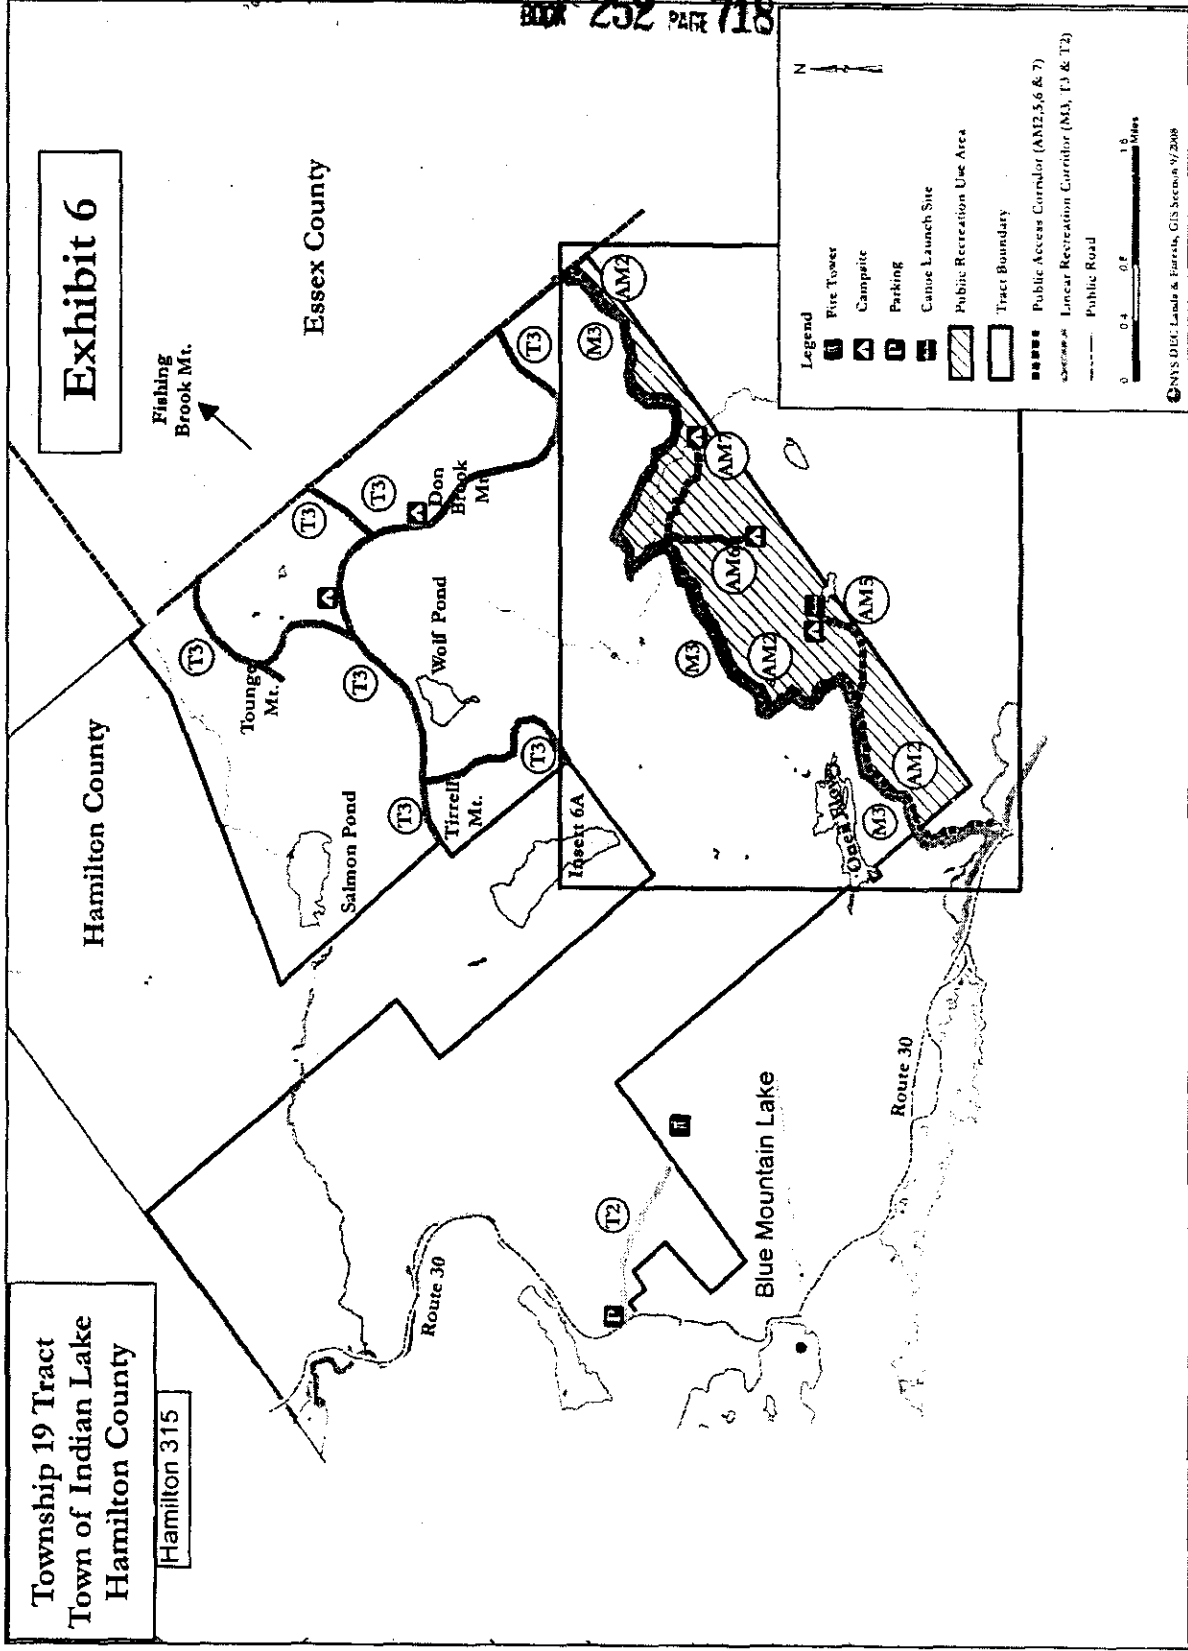 BOOK 252 PAGE 718
Exhibit 6
Township 19 Tract
Town of Indian Lake
Hamilton County
Hamilton 315
Hamilton County
Essex County
Fishing
Brook Mt.
T3
T3
T3
T3
T3
T3
T3
Tounge
Mt.
Don
Brook
Mt.
Wolf Pond
Salmon Pond
Tirrell
Mt.
Insert 6A
AM2
M3
AM7
AM6
M3
AM2
AM5
AM2
M3
Route 30
T2
Blue Mountain Lake
Route 30
N
Legend
Fire Tower
Campsite
P Parking
Canoe Launch Site
Public Recreation Use Area
Tract Boundary
Public Access Corridor (AM2,5,6 & 7)
Linear Recreation Corridor (M3, T3 & T2)
Public Road
0 0.4 0.8 1.6
Miles
NYS DEC Lands & Forests, GIS Section 9/2008